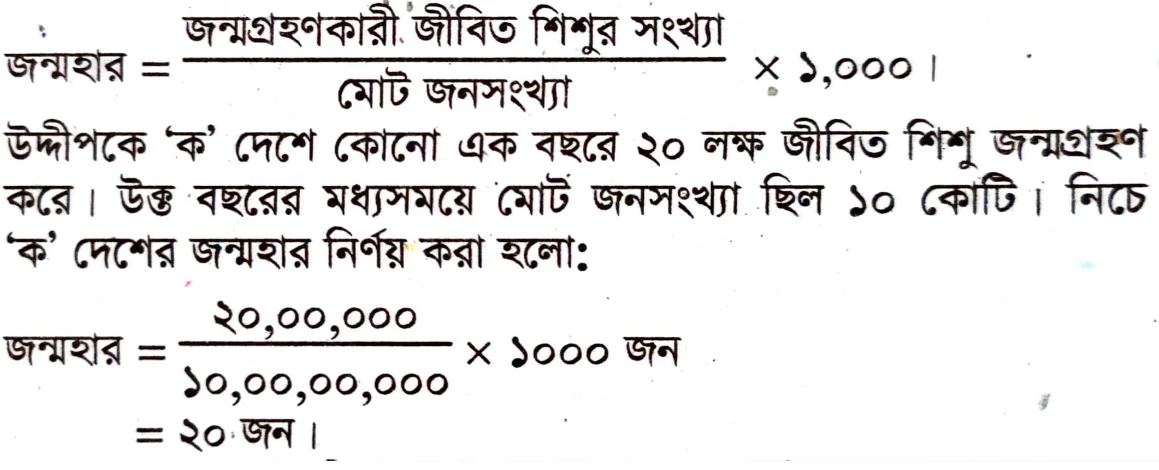 জন্মগ্রহণকারী জীবিত শিশুর সংখ্যা
জন্মহার = × ১,০০০।
মোট জনসংখ্যা
উদ্দীপকে ‘ক’ দেশে কোনো এক বছরে ২০ লক্ষ জীবিত শিশু জন্মগ্রহণ
করে। উক্ত বছরের মধ্যসময়ে মোট জনসংখ্যা ছিল ১০ কোটি। নিচে
‘ক’ দেশের জন্মহার নির্ণয় করা হলো:
২০,০০,০০০
জন্মহার = × ১০০০ জন
১০,০০,০০,০০০
= ২০ জন।